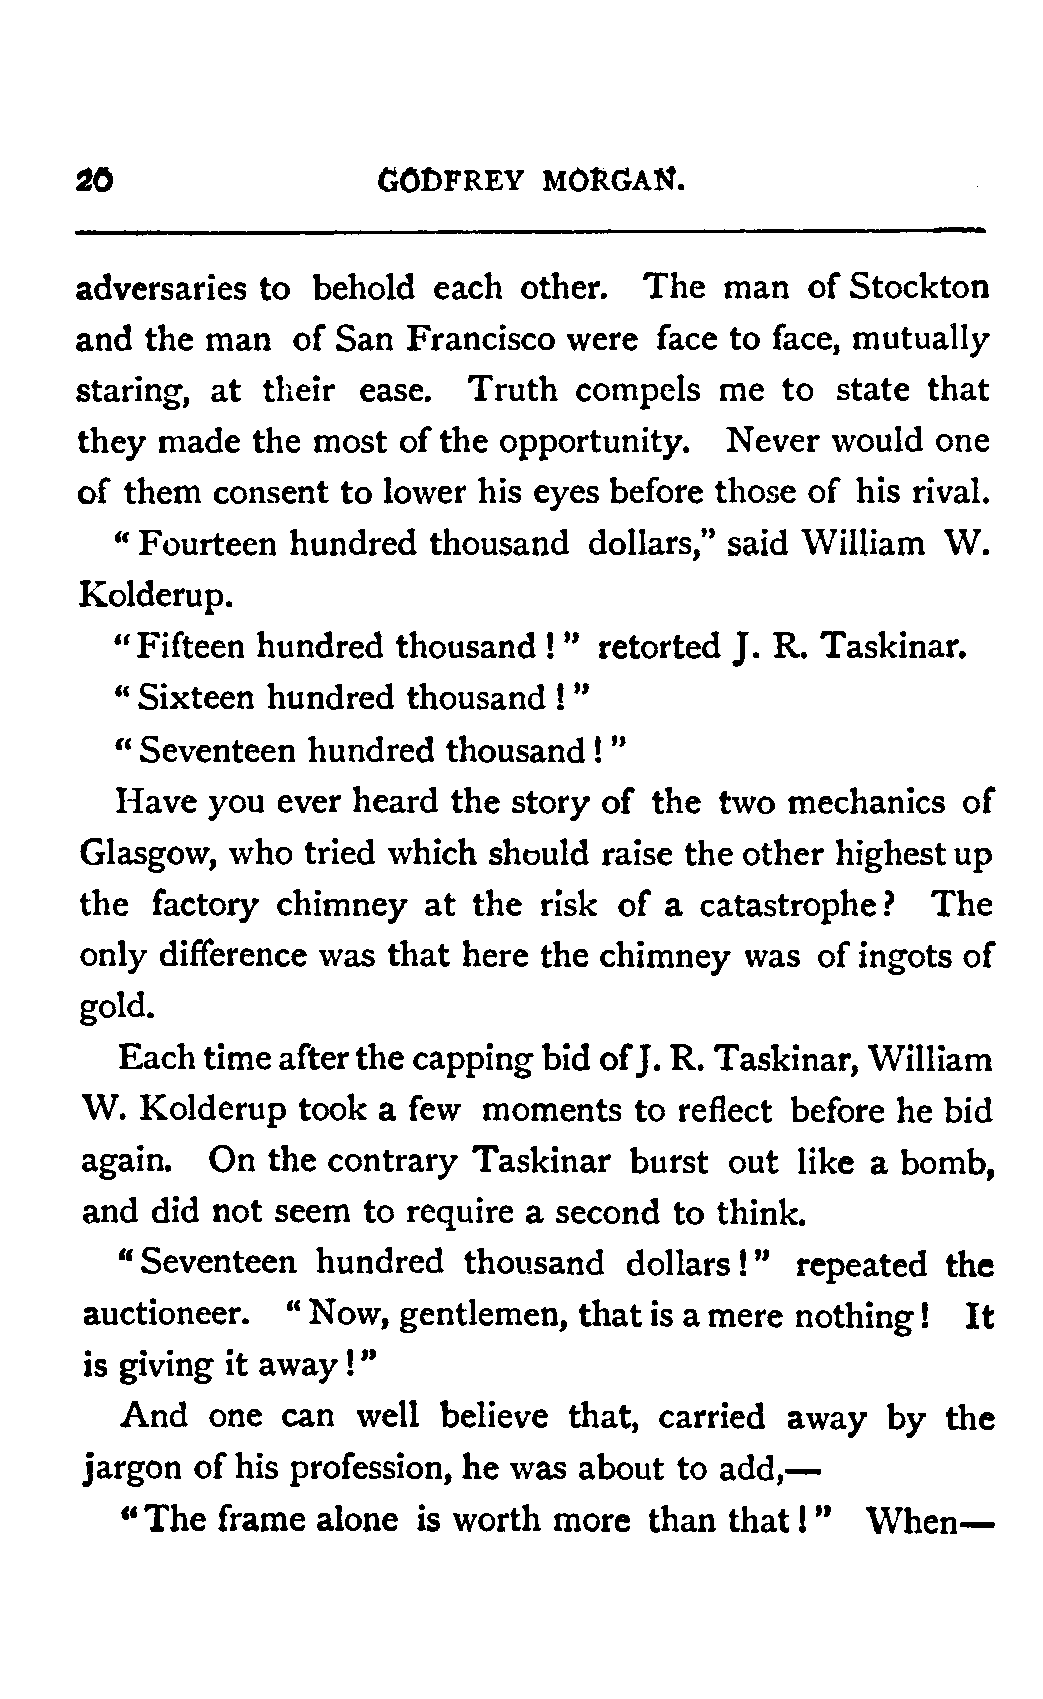 20 GODFREY MORGAN.
adversaries to behold each other. The man of Stockton
and the man of San Francisco were face to face, mutually
staring, at their ease. Truth compels me to state that
they made the most of the opportunity. Never would one
of them consent to lower his eyes before those of his rival.
“Fourteen hundred thousand dollars,” said William W.
Kolderup.
“Fifteen hundred thousand!” retorted J. R. Taskinar.
“Sixteen hundred thousand!”
“Seventeen hundred thousand!”
Have you ever heard the story of the two mechanics of
Glasgow, who tried which should raise the other highest up
the factory chimney at the risk of a catastrophe? The
only difference was that here the chimney was of ingots of
gold.
Each time after the capping bid of J. R. Taskinar, William
W. Kolderup took a few moments to reflect before he bid
again. On the contrary Taskinar burst out like a bomb,
and did not seem to require a second to think.
“Seventeen hundred thousand dollars!” repeated the
auctioneer. “Now, gentlemen, that is a mere nothing! It
is giving it away!”
And one can well believe that, carried away by the
jargon of his profession, he was about to add,—
“The frame alone is worth more than that!” When—